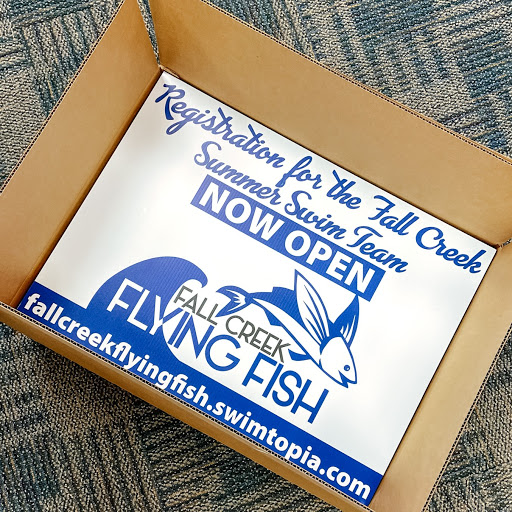 Registration for the Fall Creek
Summer Swim Team
NOW OPEN
FALL CREEK
FLYING FISH
fallcreekflyingfish.swimtopia.com